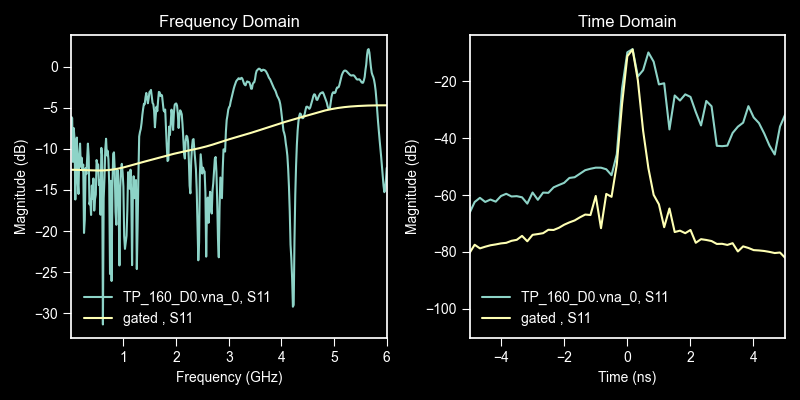 Frequency Domain
Magnitude (dB)
0
−5
−10
−15
−20
−25
−30
TP_160_D0.vna_0, S11
gated , S11
1 2 3 4 5 6
Frequency (GHz)
Time Domain
Magnitude (dB)
−20
−40
−60
−80
−100
TP_160_D0.vna_0, S11
gated , S11
−4 −2 0 2 4
Time (ns)